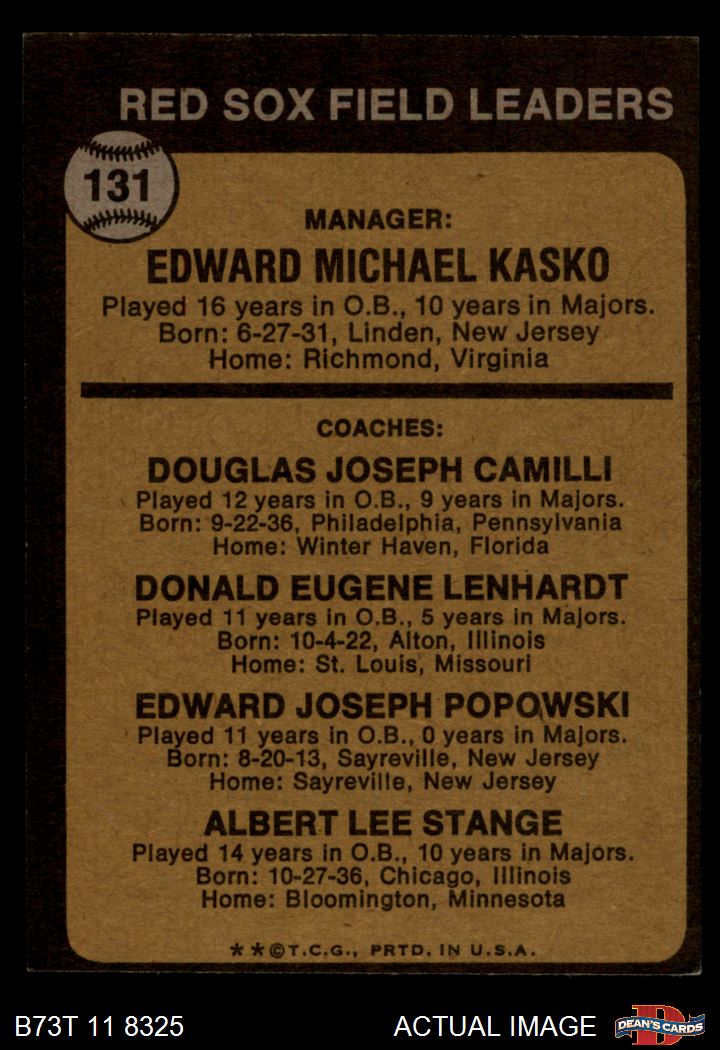 RED SOX FIELD LEADERS
131
MANAGER:
EDWARD MICHAEL KASKO
Played 16 years in O.B., 10 years in Majors.
Born: 6-27-31, Linden, New Jersey
Home: Richmond, Virginia
COACHES:
DOUGLAS JOSEPH CAMILLI
Played 12 years in O.B., 9 years in Majors.
Born: 9-22-36, Philadelphia, Pennsylvania
Home: Winter Haven, Florida
DONALD EUGENE LENHARDT
Played 11 years in O.B., 5 years in Majors.
Born: 10-4-22, Alton, Illinois
Home: St. Louis, Missouri
EDWARD JOSEPH POPOWSKI
Played 11 years in O.B., 0 years in Majors.
Born: 8-20-13, Sayreville, New Jersey
Home: Sayreville, New Jersey
ALBERT LEE STANGE
Played 14 years in O.B., 10 years in Majors.
Born: 10-27-36, Chicago, Illinois
Home: Bloomington, Minnesota
**©T.C.G., PRTD. IN U.S.A.
B73T 11 8325
ACTUAL IMAGE
D
DEAN'S CARDS